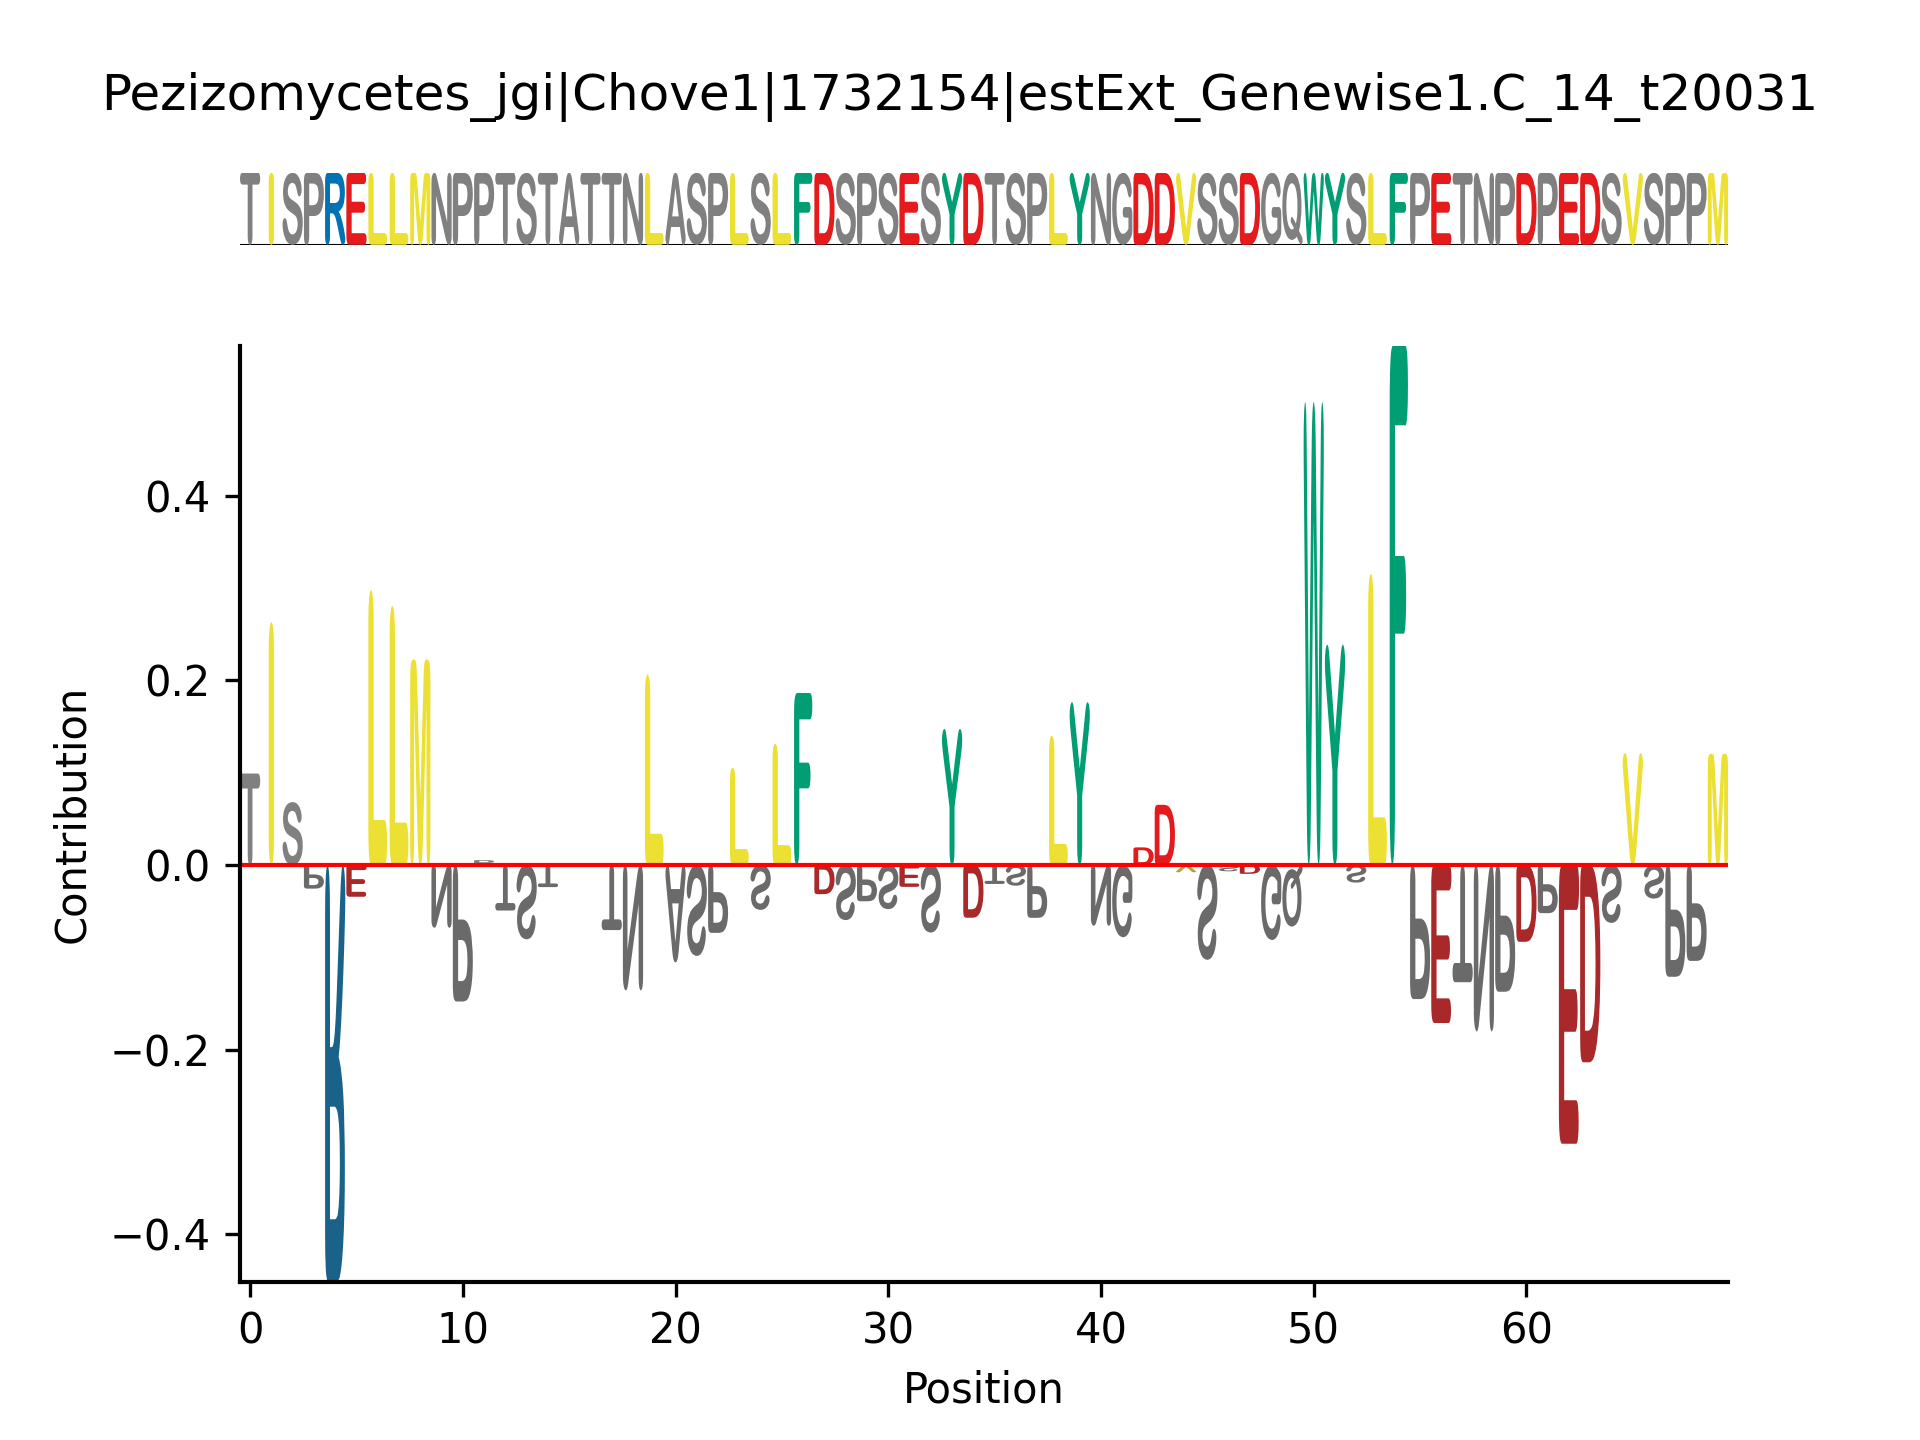 Pezizomycetes_jgi|Chove1|1732154|estExt_Genewise1.C_14_t20031
TISPRELLMNPPTSTATTNLASPLSLFDSPSESYDTSPLYNGDDVSSDGQWYSLFPETNPDPEDSVSPPM
Contribution
0.4
0.2
0.0
−0.2
−0.4
0 10 20 30 40 50 60
Position